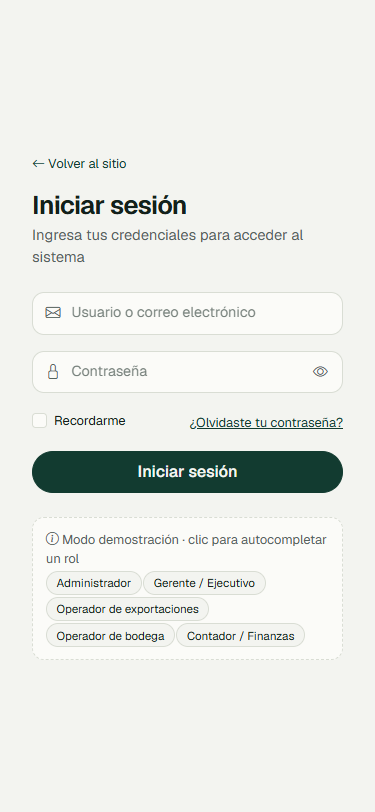 ← Volver al sitio
Iniciar sesión
Ingresa tus credenciales para acceder al
sistema
Usuario o correo electrónico
Contraseña
Recordarme
¿Olvidaste tu contraseña?
Iniciar sesión
Modo demostración · clic para autocompletar
un rol
Administrador
Gerente / Ejecutivo
Operador de exportaciones
Operador de bodega
Contador / Finanzas